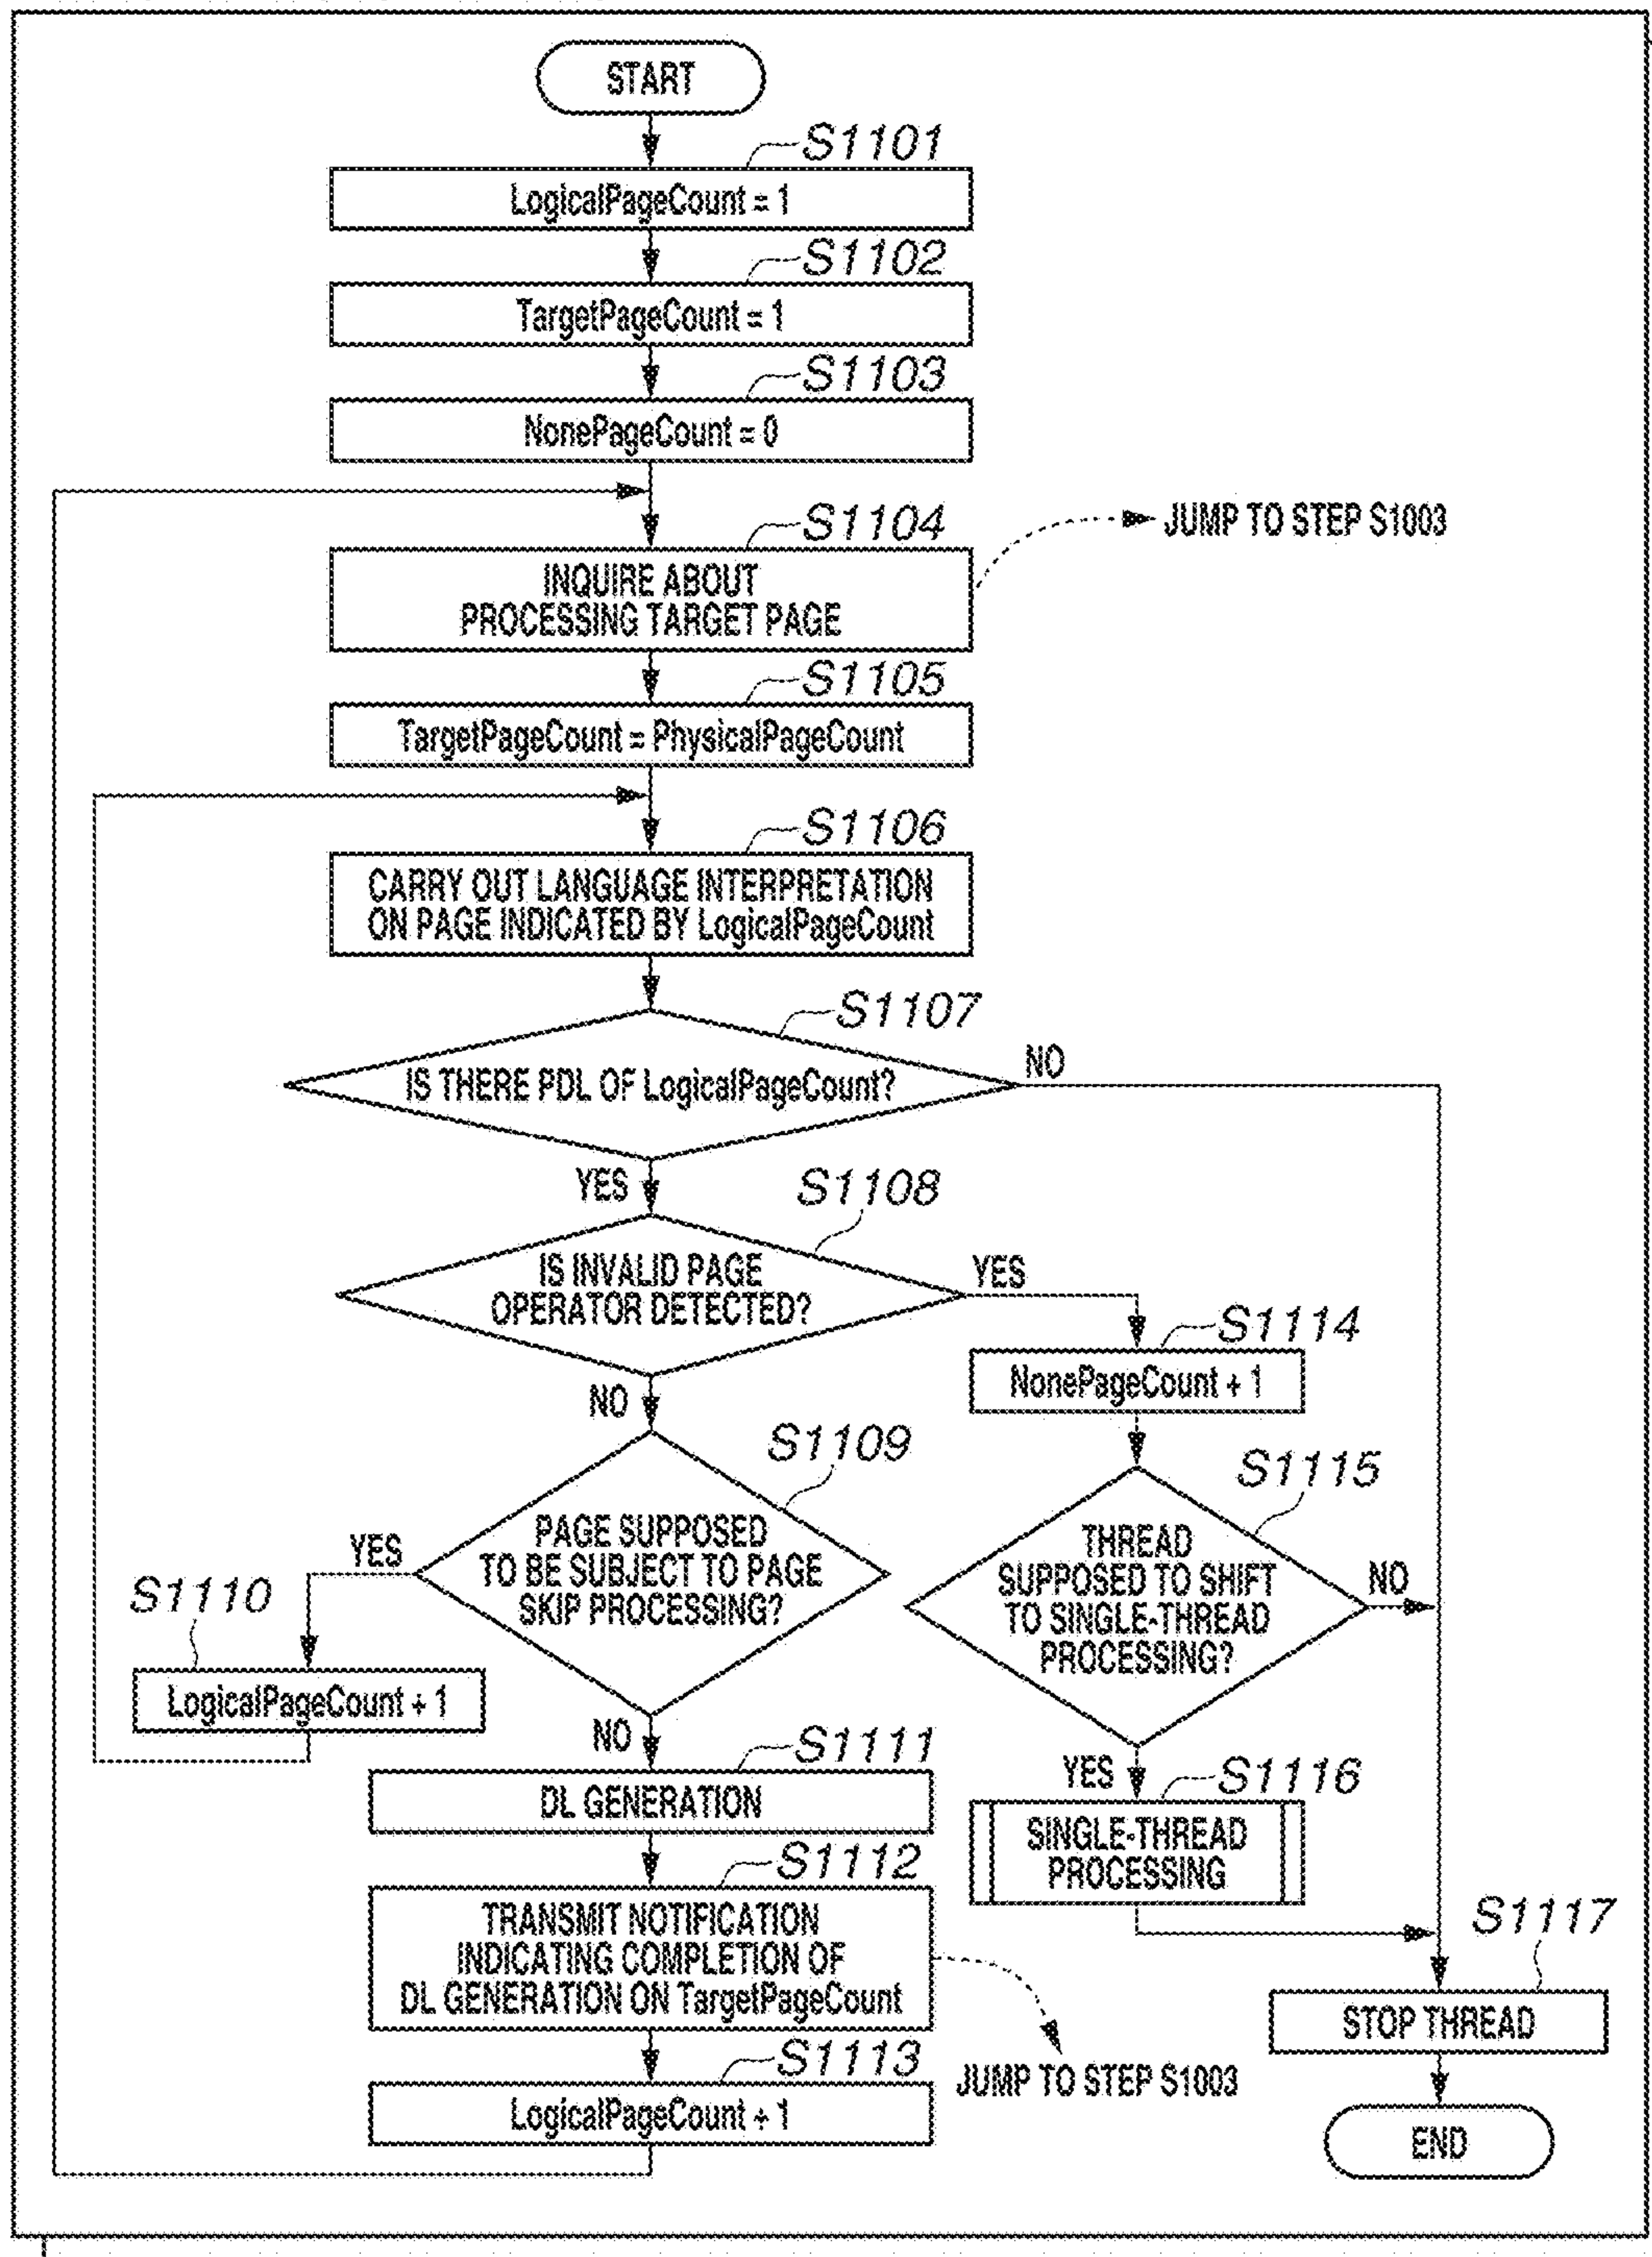 START
S1101
LogicalPageCount = 1
S1102
TargetPageCount = 1
S1103
NonePageCount = 0
S1104
JUMP TO STEP S1003
INQUIRE ABOUT
PROCESSING TARGET PAGE
S1105
TargetPageCount = PhysicalPageCount
S1106
CARRY OUT LANGUAGE INTERPRETATION
ON PAGE INDICATED BY LogicalPageCount
S1107
NO
IS THERE PDL OF LogicalPageCount?
YES
S1108
IS INVALID PAGE
OPERATOR DETECTED?
YES
S1114
NonePageCount + 1
NO
S1109
PAGE SUPPOSED
TO BE SUBJECT TO PAGE
SKIP PROCESSING?
YES
S1110
LogicalPageCount + 1
S1115
THREAD
SUPPOSED TO SHIFT
TO SINGLE-THREAD
PROCESSING?
NO
NO
S1111
DL GENERATION
YES
S1116
SINGLE-THREAD
PROCESSING
S1112
TRANSMIT NOTIFICATION
INDICATING COMPLETION OF
DL GENERATION ON TargetPageCount
JUMP TO STEP S1003
S1113
LogicalPageCount + 1
S1117
STOP THREAD
END